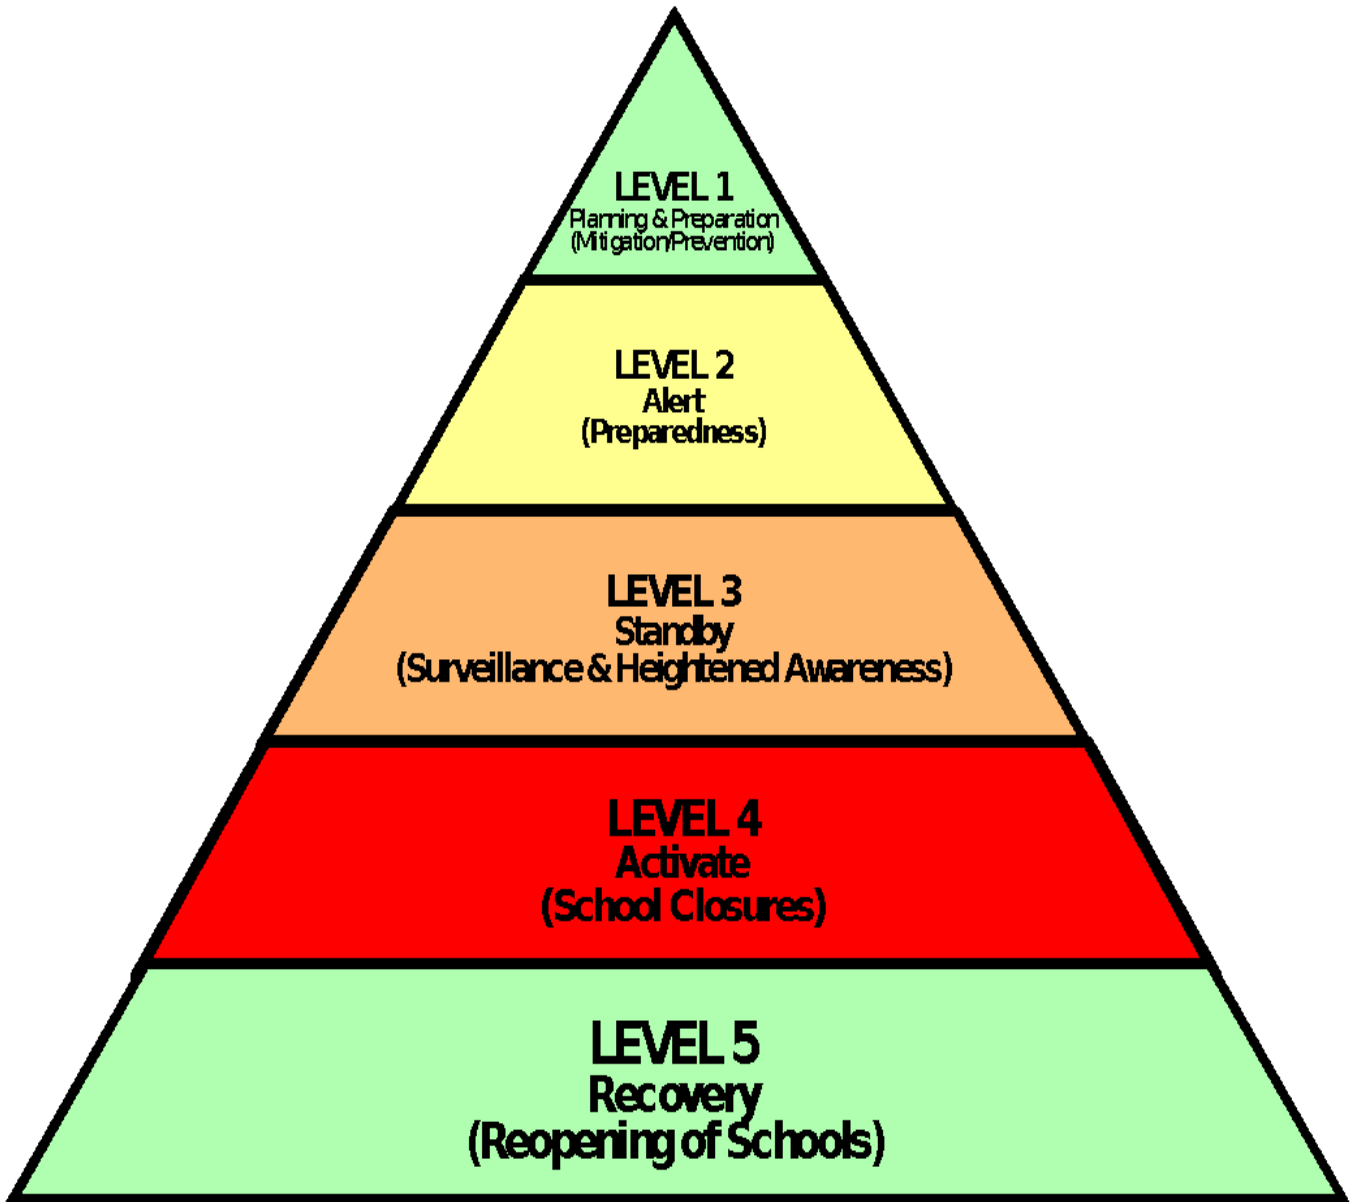 LEVEL 1
Planning & Preparation
(Mitigation/Prevention)
LEVEL 2
Alert
(Preparedness)
LEVEL 3
Standby
(Surveillance & Heightened Awareness)
LEVEL 4
Activate
(School Closures)
LEVEL 5
Recovery
(Reopening of Schools)